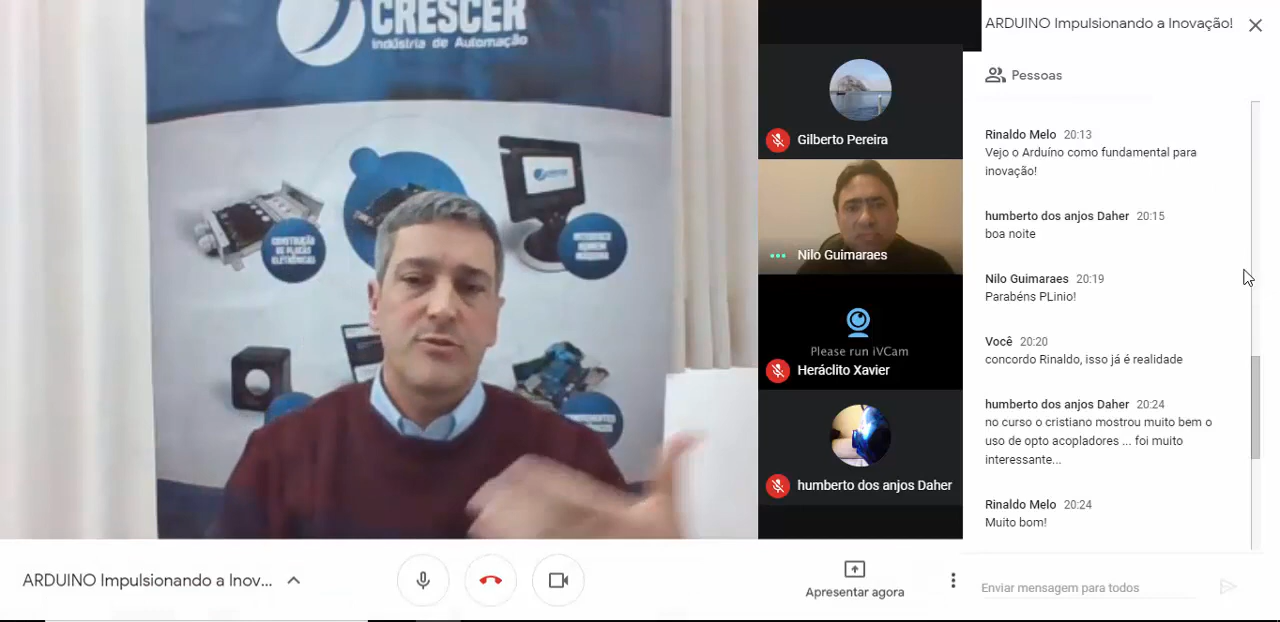 CRESCER
Indústria de Automação
CONSTRUÇÃO
DE PLACAS
ELETRÔNICAS
Gilberto Pereira
Nilo Guimaraes
Please run iVCam
Heráclito Xavier
humberto dos anjos Daher
ARDUINO Impulsionando a Inovação!
Pessoas
Rinaldo Melo 20:13
Vejo o Arduíno como fundamental para
inovação!
humberto dos anjos Daher 20:15
boa noite
Nilo Guimaraes 20:19
Parabéns PLinio!
Você 20:20
concordo Rinaldo, isso já é realidade
humberto dos anjos Daher 20:24
no curso o cristiano mostrou muito bem o
uso de opto acopladores ... foi muito
interessante...
Rinaldo Melo 20:24
Muito bom!
Enviar mensagem para todos
ARDUINO Impulsionando a Inov...
Apresentar agora